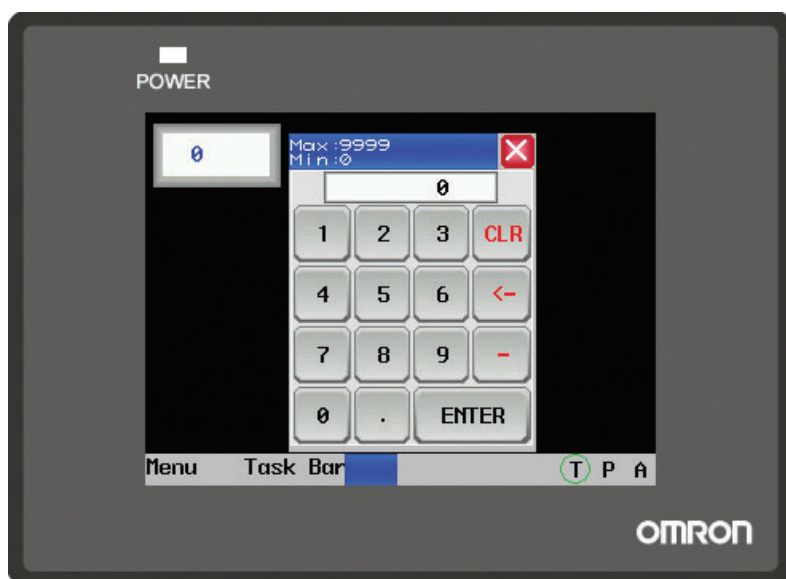 POWER
0
Max:9999
Min:0
0
1 2 3 CLR
4 5 6 <-
7 8 9 -
0 . ENTER
Menu Task Bar T P A
OMRON